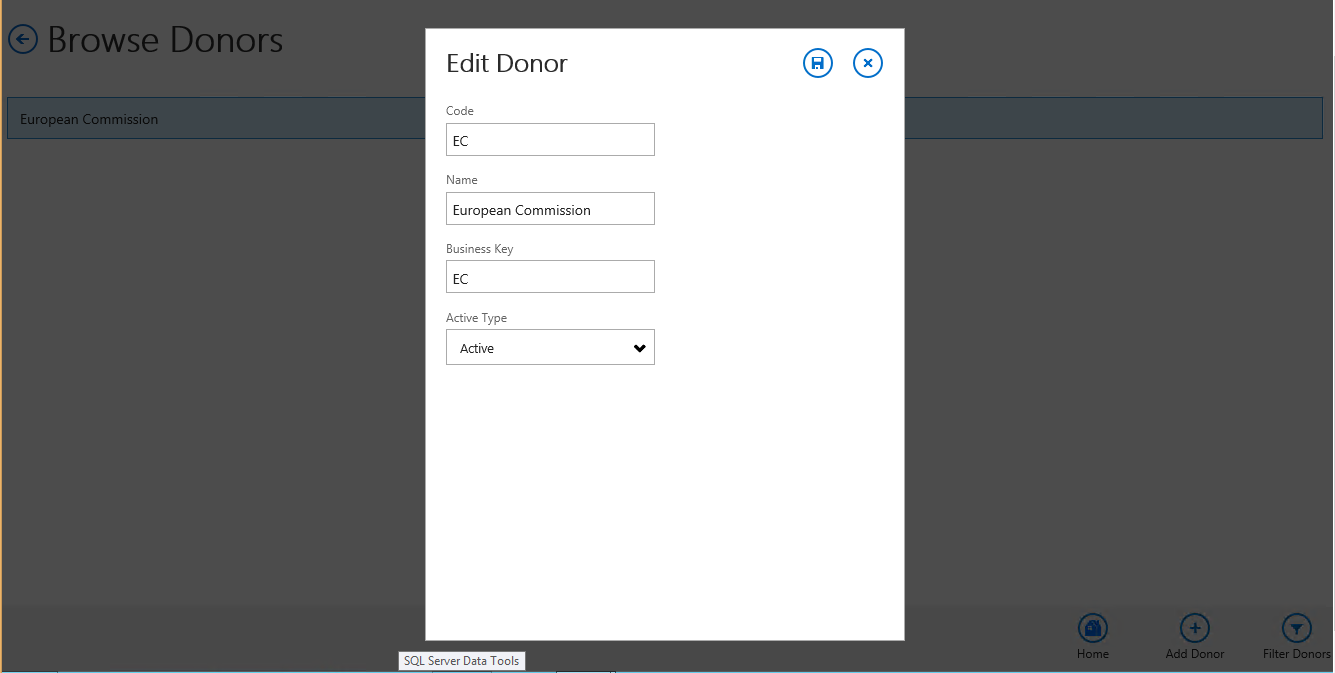 Browse Donors
European Commission
Edit Donor
Code
EC
Name
European Commission
Business Key
EC
Active Type
Active
Home
Add Donor
Filter Donors
SQL Server Data Tools